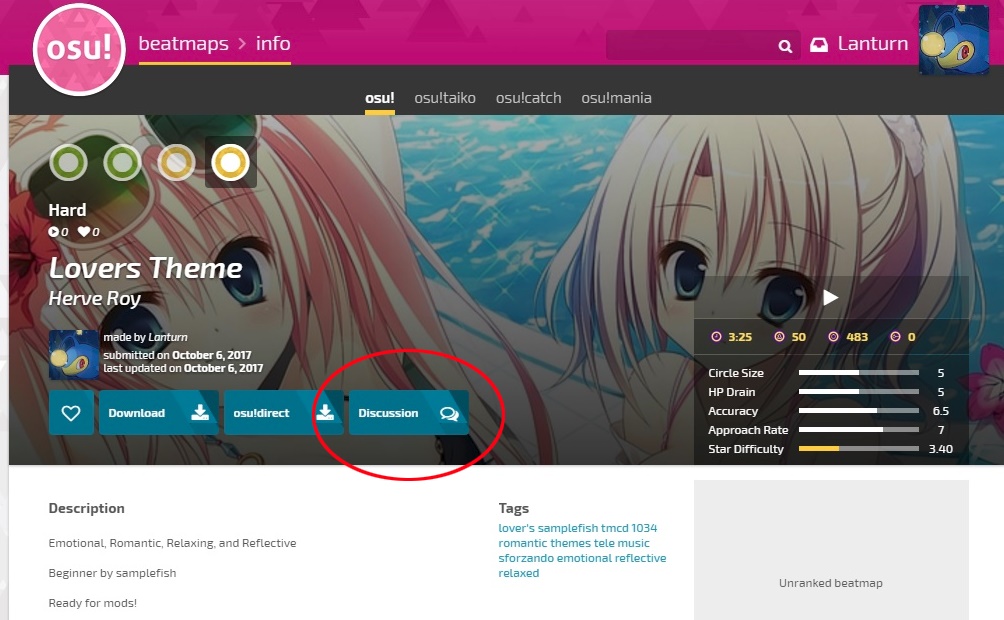 osu!
beatmaps > info
Lanturn
osu! osu!taiko osu!catch osu!mania
Hard
0 0
Lovers Theme
Herve Roy
made by Lanturn
submitted on October 6, 2017
last updated on October 6, 2017
Download
osu!direct
Discussion
3:25 50 483 0
Circle Size 5
HP Drain 5
Accuracy 6.5
Approach Rate 7
Star Difficulty 3.40
Description
Emotional, Romantic, Relaxing, and Reflective
Beginner by samplefish
Ready for mods!
Tags
lover's samplefish tmcd 1034
romantic themes tele music
sforzando emotional reflective
relaxed
Unranked beatmap